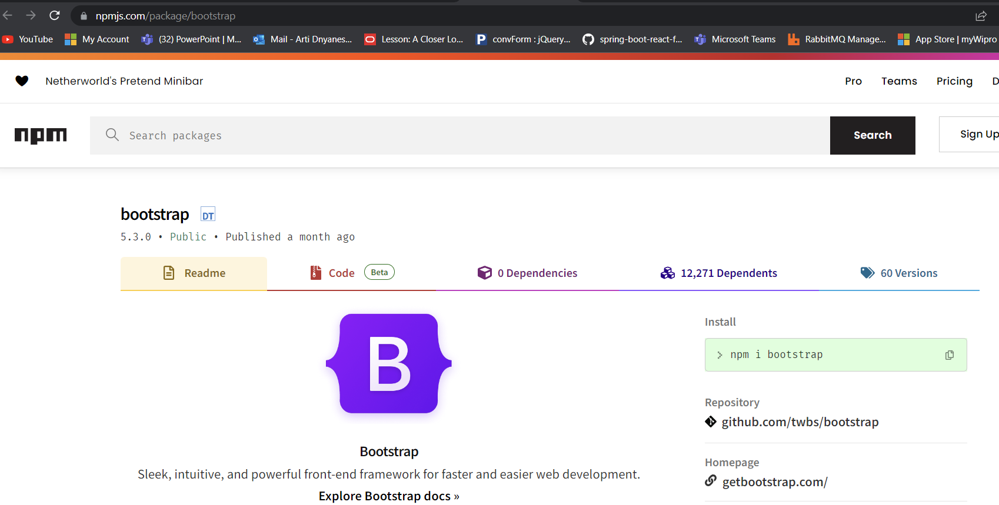 npmjs.com/package/bootstrap
YouTube My Account (32) PowerPoint | M... Mail - Arti Dnyanes... Lesson: A Closer Lo... convForm : jQuery... spring-boot-react-f... Microsoft Teams RabbitMQ Manage... App Store | myWipro
Netherworld's Pretend Minibar Pro Teams Pricing D
npm Search packages Search Sign Up
bootstrap DT
5.3.0 • Public • Published a month ago
Readme Code Beta 0 Dependencies 12,271 Dependents 60 Versions
B
Bootstrap
Sleek, intuitive, and powerful front-end framework for faster and easier web development.
Explore Bootstrap docs »
Install
> npm i bootstrap
Repository
github.com/twbs/bootstrap
Homepage
getbootstrap.com/